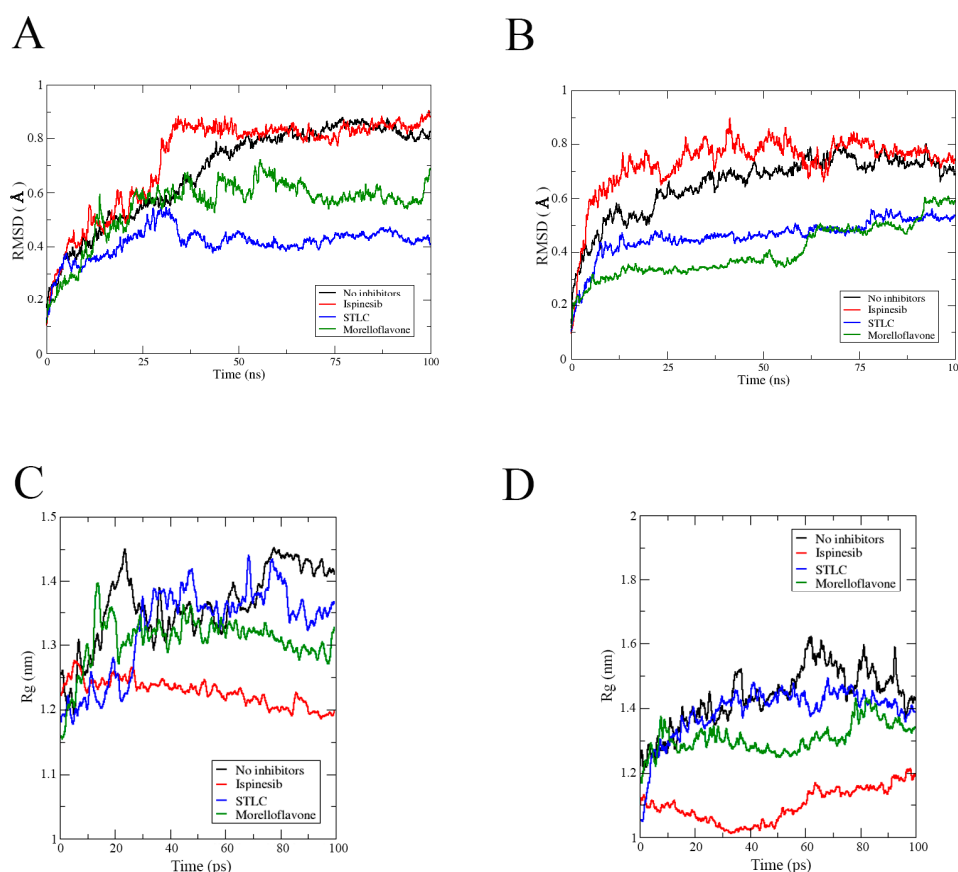 A
1
0.8
0.6
0.4
0.2
0
RMSD (Å)
0 25 50 75 100
Time (ns)
No inhibitors
Ispinesib
STLC
Morelloflavone
B
1
0.8
0.6
0.4
0.2
0
RMSD (Å)
0 25 50 75 10
Time (ns)
No inhibitors
Ispinesib
STLC
Morelloflavone
C
1.5
1.4
1.3
1.2
1.1
1
Rg (nm)
0 20 40 60 80 100
Time (ps)
No inhibitors
Ispinesib
STLC
Morelloflavone
D
2
1.8
1.6
1.4
1.2
1
Rg (nm)
0 20 40 60 80 100
Time (ps)
No inhibitors
Ispinesib
STLC
Morelloflavone